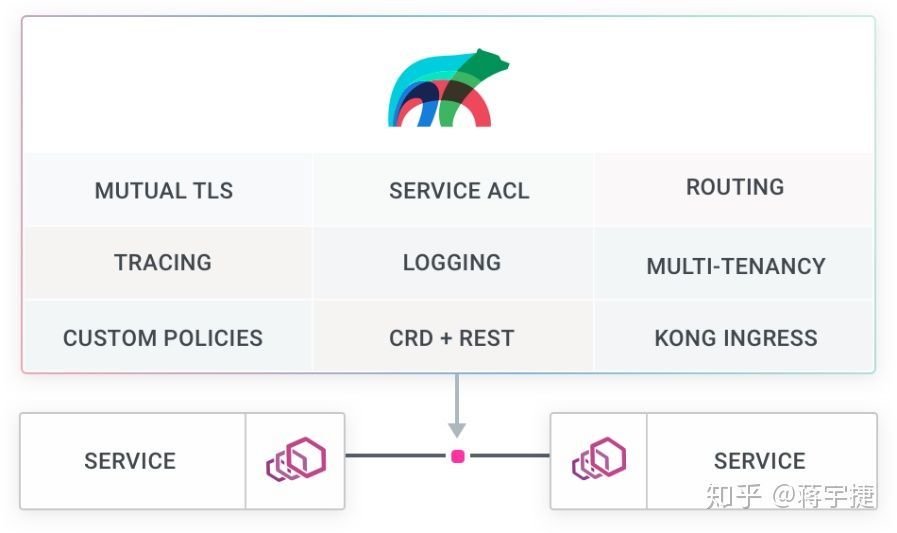 MUTUAL TLS
SERVICE ACL
ROUTING
TRACING
LOGGING
MULTI-TENANCY
CUSTOM POLICIES
CRD + REST
KONG INGRESS
SERVICE
SERVICE
知乎 @蒋宇捷